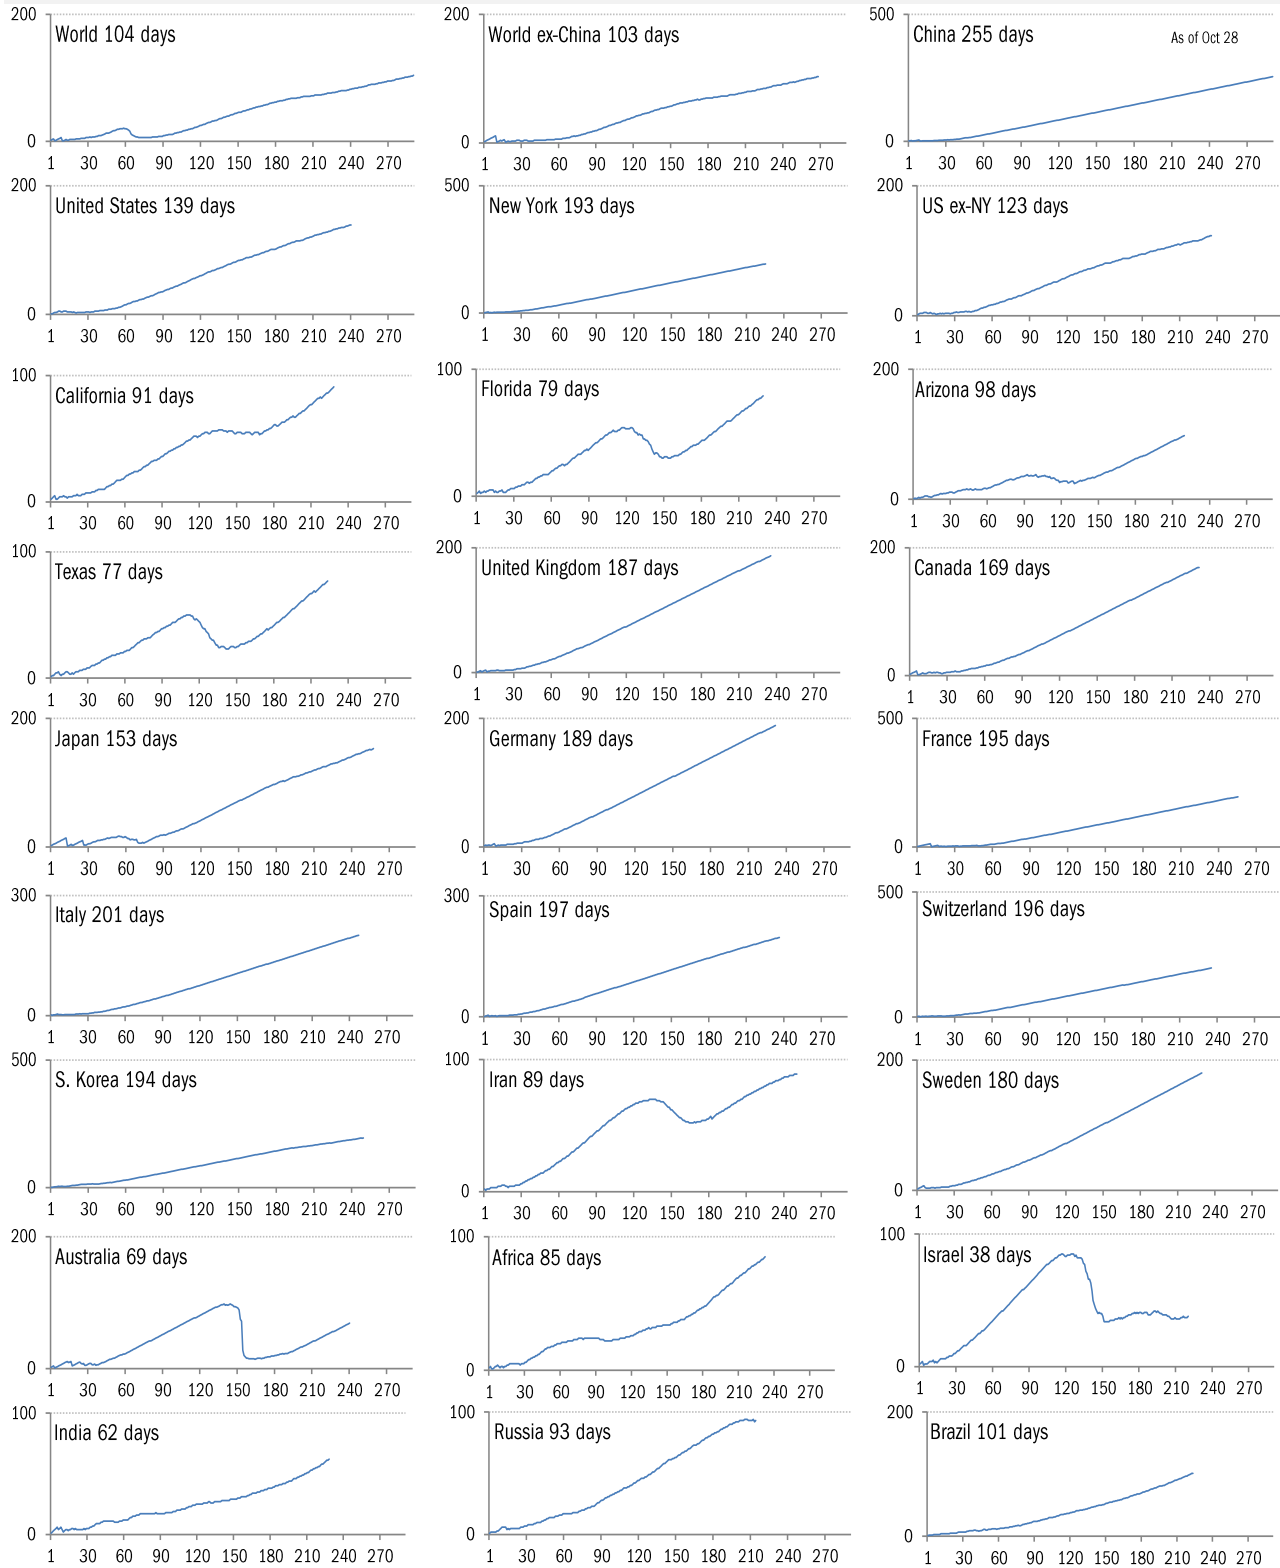 200
World 104 days
0
1 30 60 90 120 150 180 210 240 270
200
World ex-China 103 days
0
1 30 60 90 120 150 180 210 240 270
500
China 255 days
As of Oct 28
0
1 30 60 90 120 150 180 210 240 270
200
United States 139 days
0
1 30 60 90 120 150 180 210 240 270
500
New York 193 days
0
1 30 60 90 120 150 180 210 240 270
200
US ex-NY 123 days
0
1 30 60 90 120 150 180 210 240 270
100
California 91 days
0
1 30 60 90 120 150 180 210 240 270
100
Florida 79 days
0
1 30 60 90 120 150 180 210 240 270
200
Arizona 98 days
0
1 30 60 90 120 150 180 210 240 270
100
Texas 77 days
0
1 30 60 90 120 150 180 210 240 270
200
United Kingdom 187 days
0
1 30 60 90 120 150 180 210 240 270
200
Canada 169 days
0
1 30 60 90 120 150 180 210 240 270
200
Japan 153 days
0
1 30 60 90 120 150 180 210 240 270
200
Germany 189 days
0
1 30 60 90 120 150 180 210 240 270
500
France 195 days
0
1 30 60 90 120 150 180 210 240 270
300
Italy 201 days
0
1 30 60 90 120 150 180 210 240 270
300
Spain 197 days
0
1 30 60 90 120 150 180 210 240 270
500
Switzerland 196 days
0
1 30 60 90 120 150 180 210 240 270
500
S. Korea 194 days
0
1 30 60 90 120 150 180 210 240 270
100
Iran 89 days
0
1 30 60 90 120 150 180 210 240 270
200
Sweden 180 days
0
1 30 60 90 120 150 180 210 240 270
200
Australia 69 days
0
1 30 60 90 120 150 180 210 240 270
100
Africa 85 days
0
1 30 60 90 120 150 180 210 240 270
100
Israel 38 days
0
1 30 60 90 120 150 180 210 240 270
100
India 62 days
0
1 30 60 90 120 150 180 210 240 270
100
Russia 93 days
0
1 30 60 90 120 150 180 210 240 270
200
Brazil 101 days
0
1 30 60 90 120 150 180 210 240 270